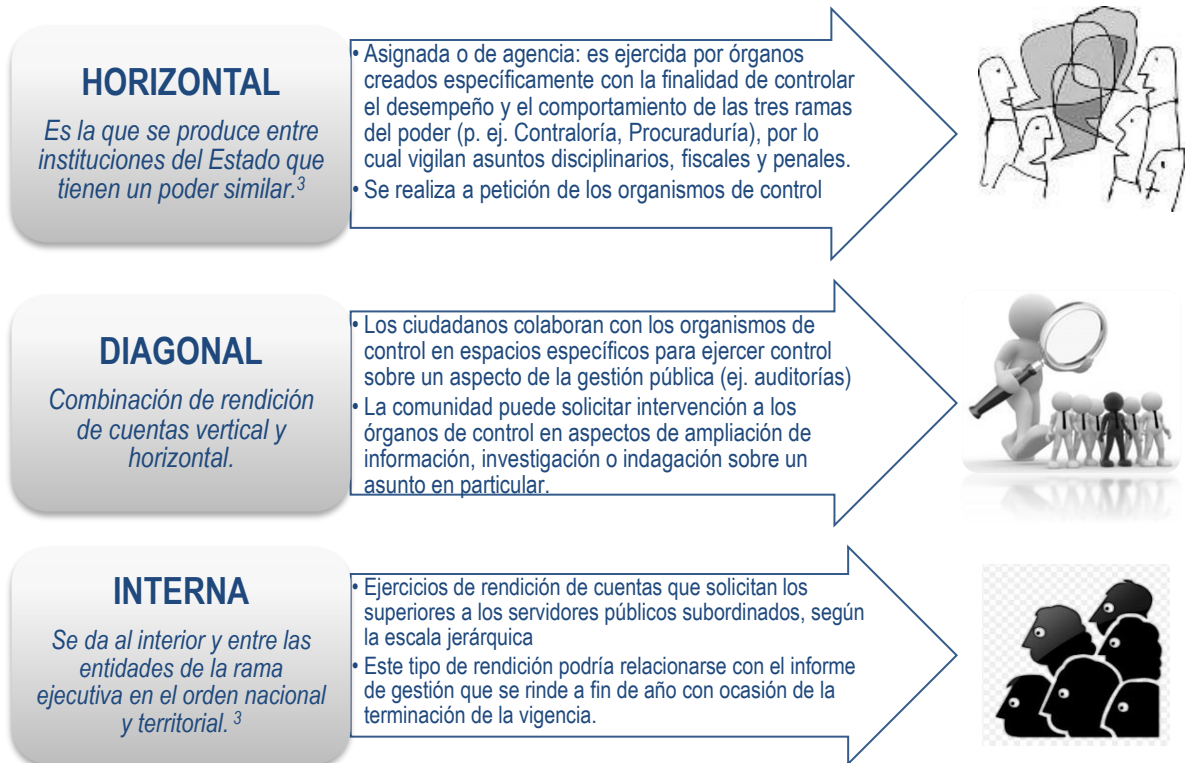 HORIZONTAL
Es la que se produce entre
instituciones del Estado que
tienen un poder similar.3
• Asignada o de agencia: es ejercida por órganos
creados específicamente con la finalidad de controlar
el desempeño y el comportamiento de las tres ramas
del poder (p. ej. Contraloría, Procuraduría), por lo
cual vigilan asuntos disciplinarios, fiscales y penales.
• Se realiza a petición de los organismos de control
DIAGONAL
Combinación de rendición
de cuentas vertical y
horizontal.
• Los ciudadanos colaboran con los organismos de
control en espacios específicos para ejercer control
sobre un aspecto de la gestión pública (ej. auditorías)
• La comunidad puede solicitar intervención a los
órganos de control en aspectos de ampliación de
información, investigación o indagación sobre un
asunto en particular.
INTERNA
Se da al interior y entre las
entidades de la rama
ejecutiva en el orden nacional
y territorial. 3
• Ejercicios de rendición de cuentas que solicitan los
superiores a los servidores públicos subordinados, según
la escala jerárquica
• Este tipo de rendición podría relacionarse con el informe
de gestión que se rinde a fin de año con ocasión de la
terminación de la vigencia.